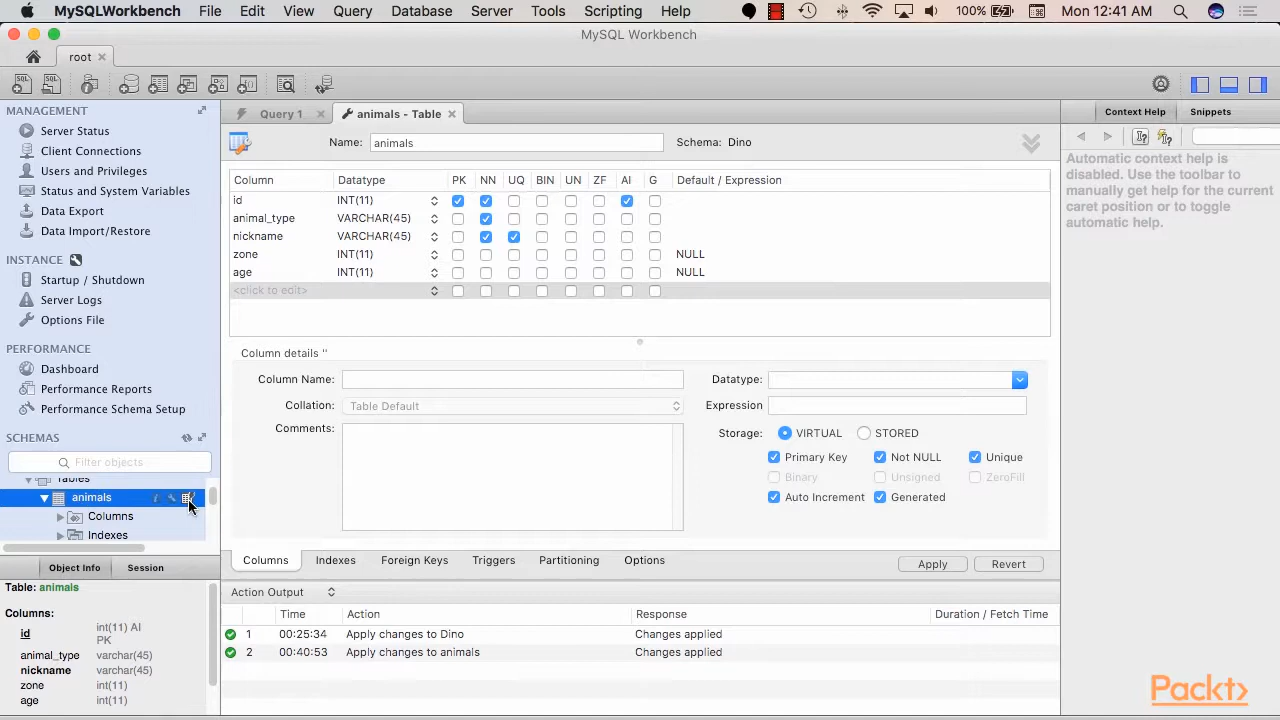 MySQLWorkbench File Edit View Query Database Server Tools Scripting Help 100% Mon 12:41 AM
MySQL Workbench
root
MANAGEMENT
Server Status
Client Connections
Users and Privileges
Status and System Variables
Data Export
Data Import/Restore
INSTANCE
Startup / Shutdown
Server Logs
Options File
PERFORMANCE
Dashboard
Performance Reports
Performance Schema Setup
SCHEMAS
Filter objects
Tables
animals
Columns
Indexes
Object Info Session
Table: animals
Columns:
id int(11) AI
PK
animal_type varchar(45)
nickname varchar(45)
zone int(11)
age int(11)
Query 1 animals - Table
Name: animals Schema: Dino
Column Datatype PK NN UQ BIN UN ZF AI G Default / Expression
id INT(11)
animal_type VARCHAR(45)
nickname VARCHAR(45)
zone INT(11) NULL
age INT(11) NULL
<click to edit>
Column details ''
Column Name: Datatype:
Collation: Table Default Expression
Comments: Storage: VIRTUAL STORED
Primary Key Not NULL Unique
Binary Unsigned ZeroFill
Auto Increment Generated
Columns Indexes Foreign Keys Triggers Partitioning Options Apply Revert
Action Output
Time Action Response Duration / Fetch Time
1 00:25:34 Apply changes to Dino Changes applied
2 00:40:53 Apply changes to animals Changes applied
Context Help Snippets
Automatic context help is
disabled. Use the toolbar to
manually get help for the current
caret position or to toggle
automatic help.
Packt>